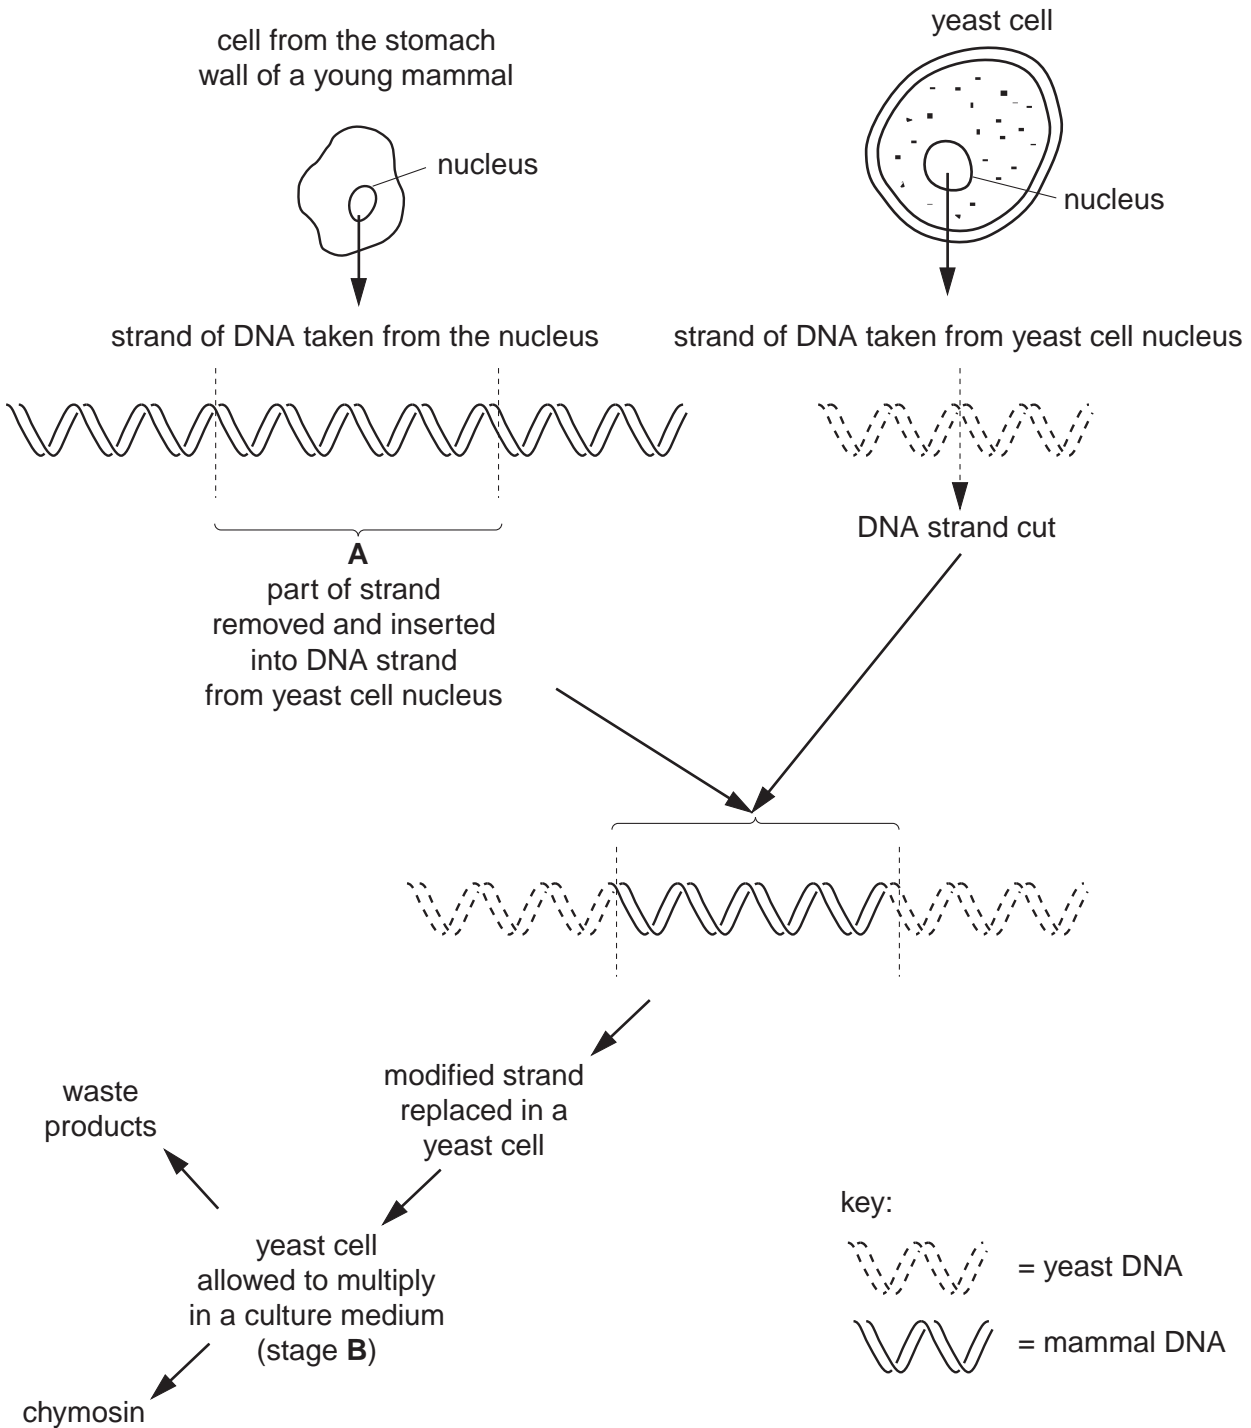 cell from the stomach
wall of a young mammal
nucleus
yeast cell
nucleus
strand of DNA taken from the nucleus
strand of DNA taken from yeast cell nucleus
A
part of strand
removed and inserted
into DNA strand
from yeast cell nucleus
DNA strand cut
modified strand
replaced in a
yeast cell
waste
products
yeast cell
allowed to multiply
in a culture medium
(stage B)
chymosin
key:
= yeast DNA
= mammal DNA